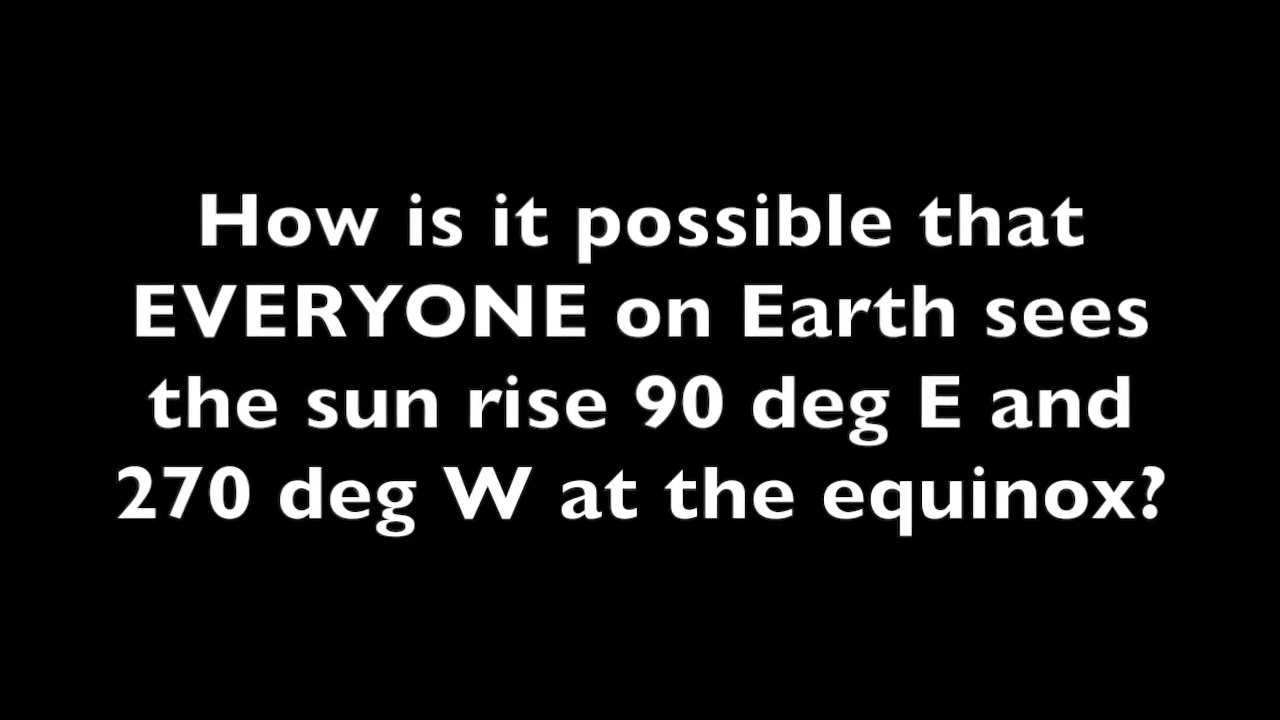 How is it possible that
EVERYONE on Earth sees
the sun rise 90 deg E and
270 deg W at the equinox?